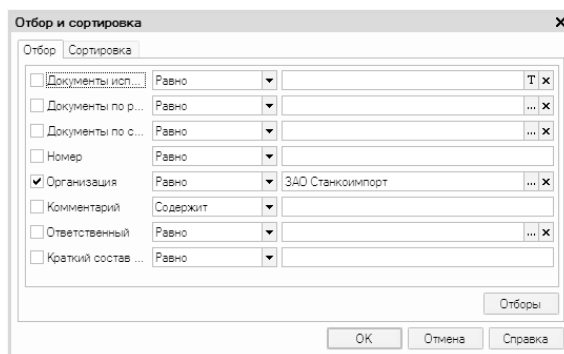 Отбор и сортировка
Отбор Сортировка
Документы исп... Равно T
Документы по р... Равно ...
Документы по с... Равно ...
Номер Равно
Организация Равно ЗАО Станкоимпорт ...
Комментарий Содержит
Ответственный Равно ...
Краткий состав ... Равно
Отборы
OK Отмена Справка